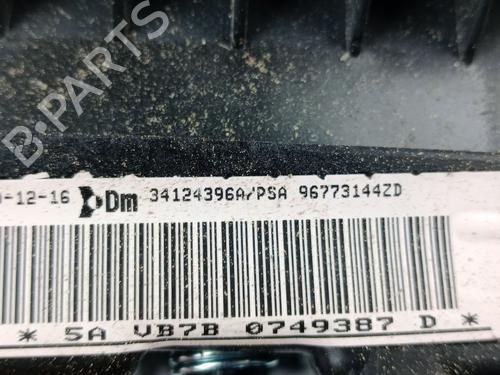 B-PARTS
-12-16 Dm 34124396A/PSA 96773144ZD
* 5A VB7B 0749387 D *